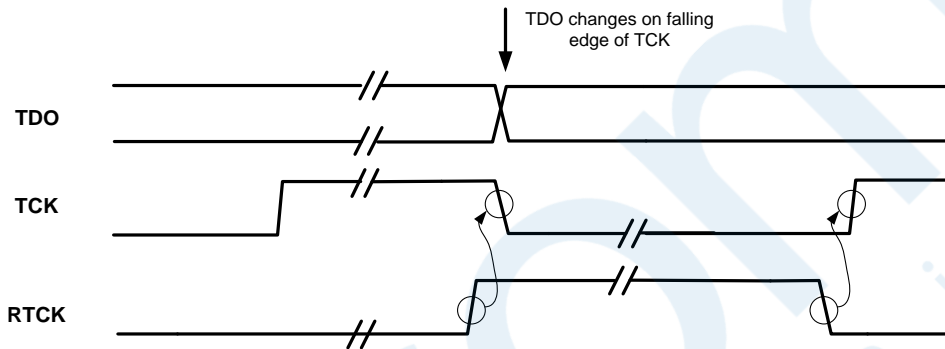 TDO changes on falling
edge of TCK
TDO
TCK
RTCK